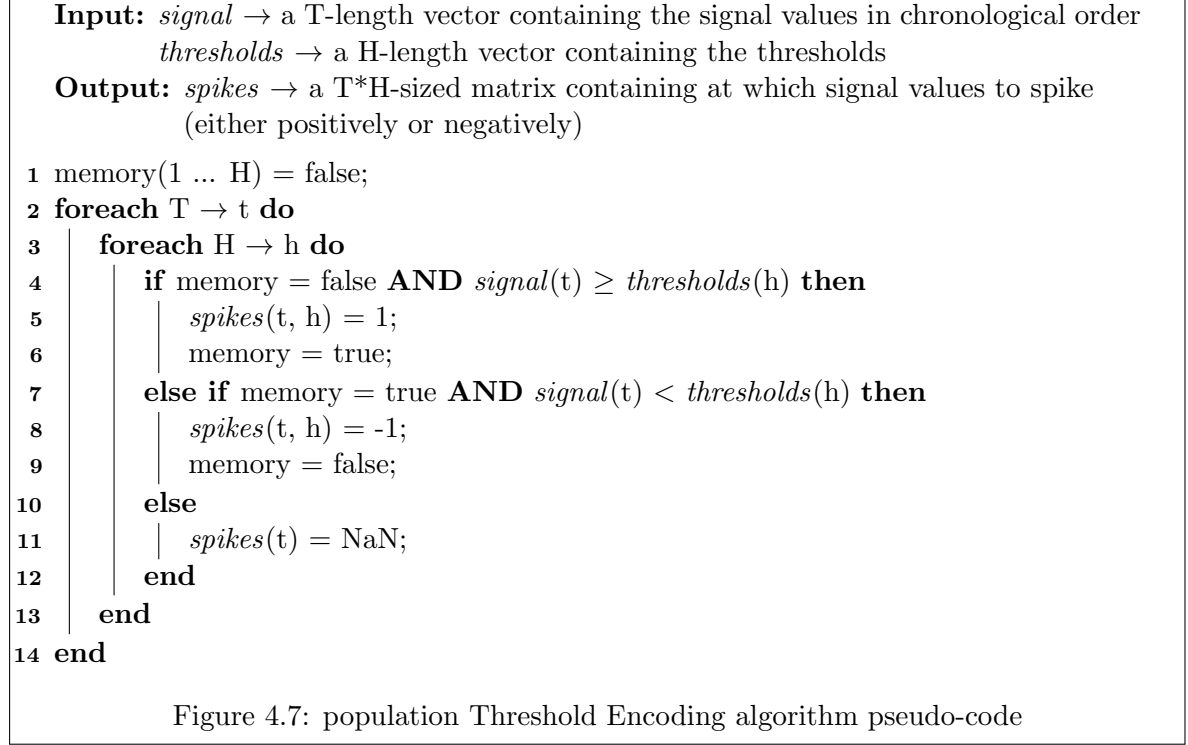 Input: signal → a T-length vector containing the signal values in chronological order
thresholds → a H-length vector containing the thresholds
Output: spikes → a T*H-sized matrix containing at which signal values to spike
(either positively or negatively)
1 memory(1 ... H) = false;
2 foreach T → t do
3 foreach H → h do
4 if memory = false AND signal(t) ≥ thresholds(h) then
5 spikes(t, h) = 1;
6 memory = true;
7 else if memory = true AND signal(t) < thresholds(h) then
8 spikes(t, h) = -1;
9 memory = false;
10 else
11 spikes(t) = NaN;
12 end
13 end
14 end
Figure 4.7: population Threshold Encoding algorithm pseudo-code